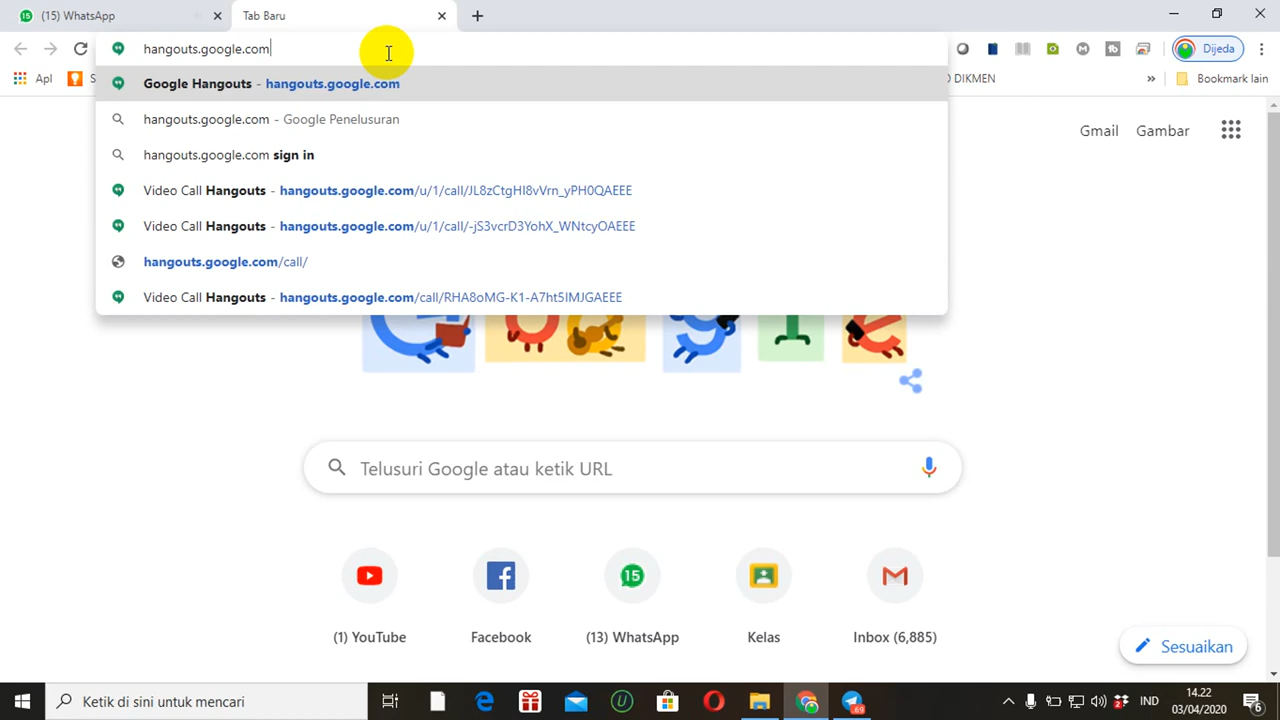 (15) WhatsApp
Tab Baru
hangouts.google.com
Dijeda
Apl
S
DIKMEN
»
Bookmark lain
Google Hangouts - hangouts.google.com
hangouts.google.com - Google Penelusuran
hangouts.google.com sign in
Video Call Hangouts - hangouts.google.com/u/1/call/JL8zCtgHI8vVrn_yPH0QAEEE
Video Call Hangouts - hangouts.google.com/u/1/call/-jS3vcrD3YohX_WNtcyOAEEE
hangouts.google.com/call/
Video Call Hangouts - hangouts.google.com/call/RHA8oMG-K1-A7ht5IMJGAEEE
Gmail
Gambar
Telusuri Google atau ketik URL
15
(1) YouTube
Facebook
(13) WhatsApp
Kelas
Inbox (6,885)
Sesuaikan
Ketik di sini untuk mencari
69
IND
14.22
03/04/2020
6